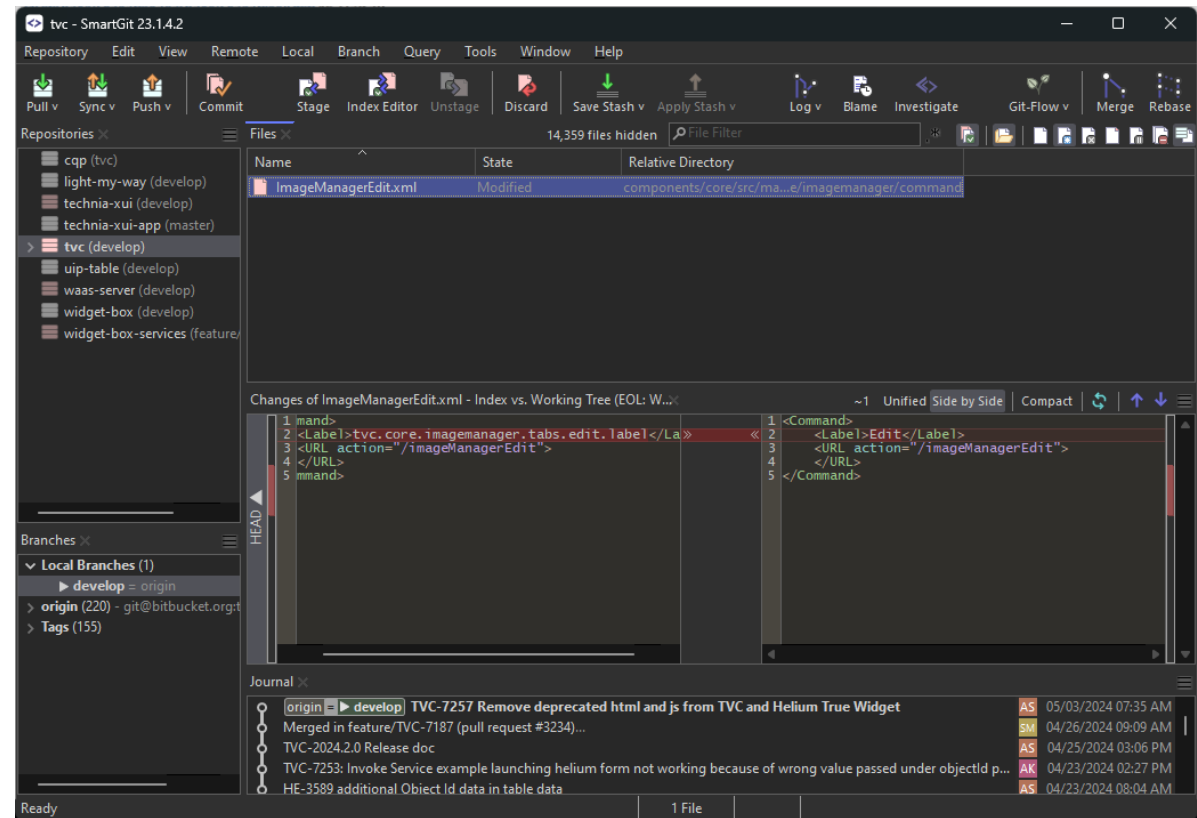 tvc - SmartGit 23.1.4.2
Repository Edit View Remote Local Branch Query Tools Window Help
Pull Sync Push Commit Stage Index Editor Unstage Discard Save Stash Apply Stash Log Blame Investigate Git-Flow Merge Rebase
Repositories
cqp (tvc)
light-my-way (develop)
technia-xui (develop)
technia-xui-app (master)
tvc (develop)
uip-table (develop)
waas-server (develop)
widget-box (develop)
widget-box-services (feature/
Files
14,359 files hidden
File Filter
Name State Relative Directory
ImageManagerEdit.xml Modified components/core/src/ma...e/imagemanager/command
Changes of ImageManagerEdit.xml - Index vs. Working Tree (EOL: W...
~1 Unified Side by Side Compact
HEAD
1 mand>
2 <Label>tvc.core.imagemanager.tabs.edit.label</La»
3 <URL action="/imageManagerEdit">
4 </URL>
5 mmand>
1 <Command>
« 2 <Label>Edit</Label>
3 <URL action="/imageManagerEdit">
4 </URL>
5 </Command>
Branches
Local Branches (1)
develop = origin
origin (220) - git@bitbucket.org:t
Tags (155)
Journal
origin = develop TVC-7257 Remove deprecated html and js from TVC and Helium True Widget AS 05/03/2024 07:35 AM
Merged in feature/TVC-7187 (pull request #3234)... SM 04/26/2024 09:09 AM
TVC-2024.2.0 Release doc AS 04/25/2024 03:06 PM
TVC-7253: Invoke Service example launching helium form not working because of wrong value passed under objectId p... AK 04/23/2024 02:27 PM
HE-3589 additional Object Id data in table data AS 04/23/2024 08:04 AM
Ready
1 File